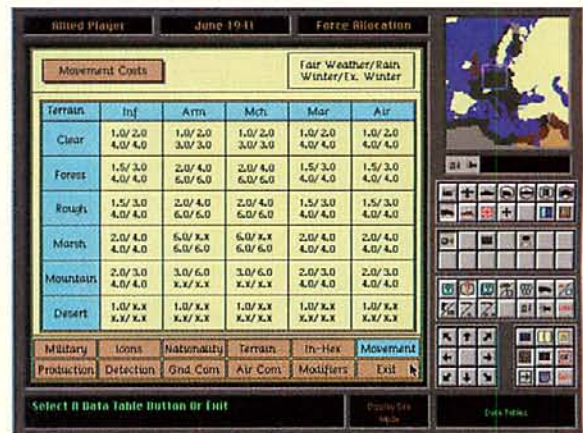 Allied Player June 1941 Force Allocation
Movement Costs
Fair Weather/Rain
Winter/Ex. Winter
Terrain Inf Arm Mch Mar Air
Clear 1.0/ 2.0 1.0/ 2.0 1.0/ 2.0 1.0/ 2.0 1.0/ 2.0
4.0/ 4.0 3.0/ 3.0 3.0/ 3.0 4.0/ 4.0 4.0/ 4.0
Forest 1.5/ 3.0 2.0/ 4.0 2.0/ 4.0 1.5/ 3.0 1.5/ 3.0
4.0/ 4.0 6.0/ 6.0 6.0/ 6.0 4.0/ 4.0 4.0/ 4.0
Rough 1.5/ 3.0 2.0/ 4.0 2.0/ 4.0 1.5/ 3.0 1.5/ 3.0
4.0/ 4.0 6.0/ 6.0 6.0/ 6.0 4.0/ 4.0 4.0/ 4.0
Marsh 2.0/ 4.0 6.0/ x.x 6.0/ x.x 2.0/ 4.0 2.0/ 4.0
4.0/ 4.0 6.0/ 6.0 6.0/ 6.0 4.0/ 4.0 4.0/ 4.0
Mountain 2.0/ 3.0 3.0/ 6.0 3.0/ 6.0 2.0/ 3.0 2.0/ 3.0
4.0/ 4.0 x.x/ x.x x.x/ x.x 4.0/ 4.0 4.0/ 4.0
Desert 1.0/ x.x 1.0/ x.x 1.0/ x.x 1.0/ x.x 1.0/ x.x
x.x/ x.x x.x/ x.x x.x/ x.x x.x/ x.x x.x/ x.x
Military Icons Nationality Terrain In-Hex Movement
Production Detection Gnd Com Air Com Modifiers Exit
Select A Data Table Button Or Exit
Display Sea
Mode
Data Tables